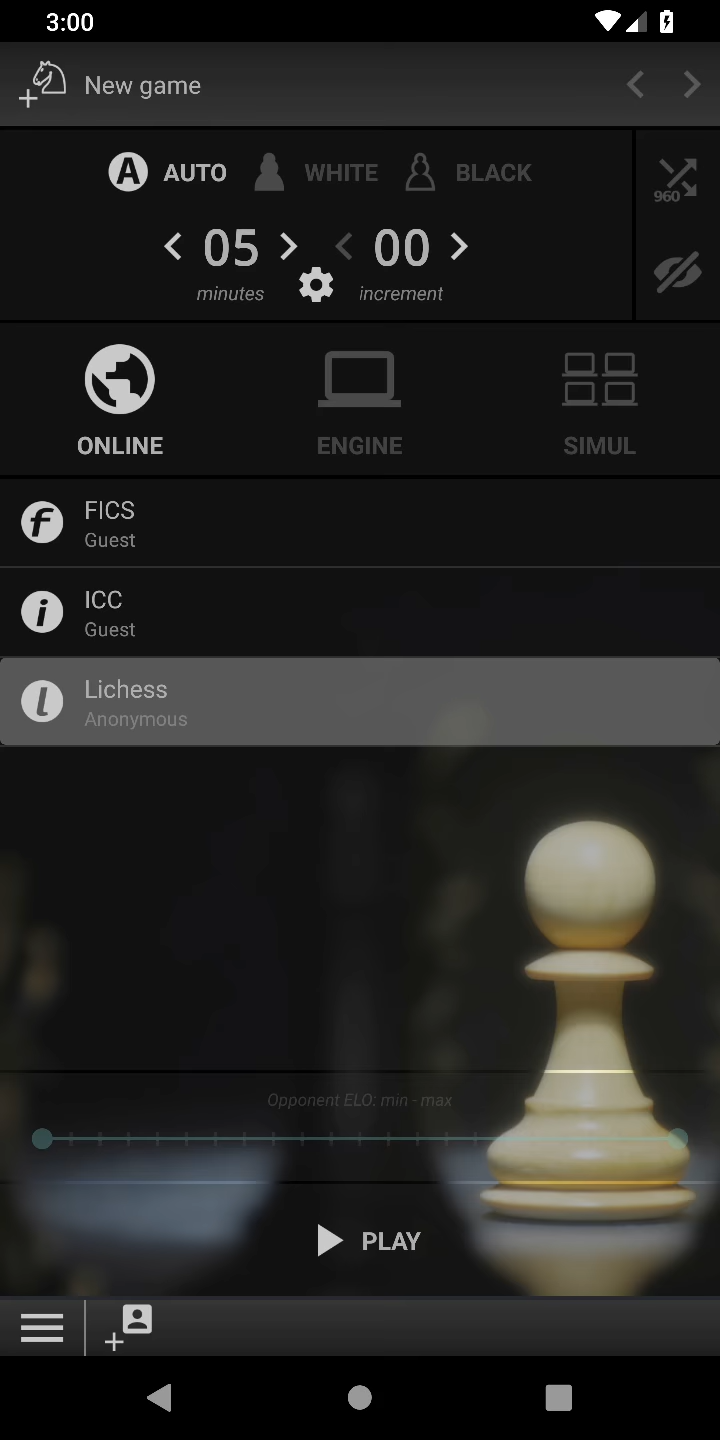 3:00
New game
A AUTO WHITE BLACK
960
05 00
minutes increment
ONLINE ENGINE SIMUL
f FICS
Guest
i ICC
Guest
l Lichess
Anonymous
Opponent ELO: min - max
PLAY